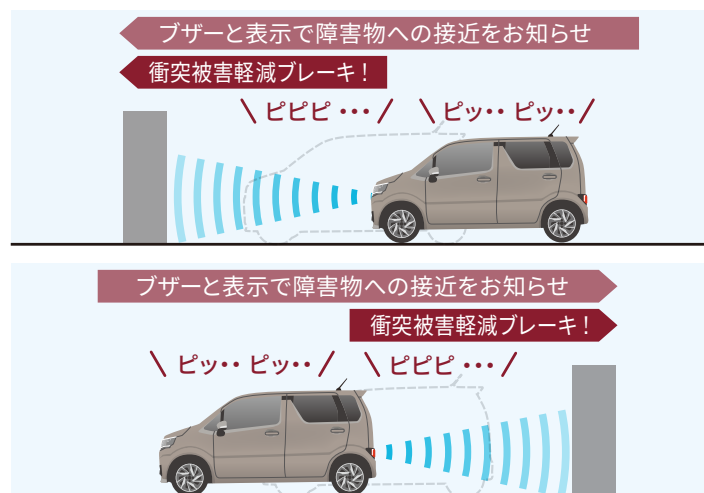 ブザーと表示で障害物への接近をお知らせ
衝突被害軽減ブレーキ！
ピピピ ･･･ ピッ･･ ピッ･･
ブザーと表示で障害物への接近をお知らせ
衝突被害軽減ブレーキ！
ピッ･･ ピッ･･ ピピピ ･･･